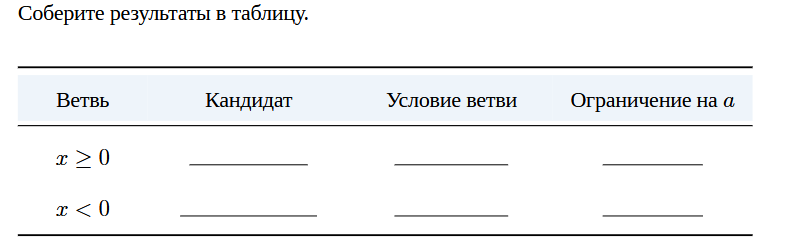 Соберите результаты в таблицу.
Ветвь Кандидат Условие ветви Ограничение на a
x ≥ 0
x < 0